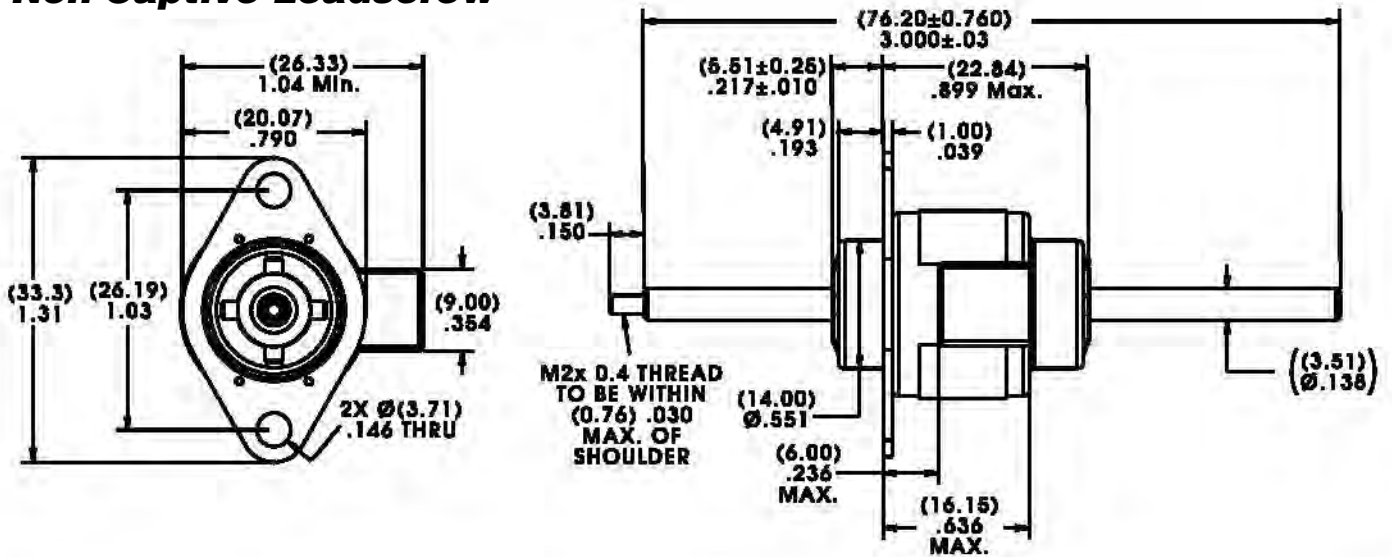 Non-Captive Leadscrew
(26.33)
1.04 Min.
(20.07)
.790
(33.3)
1.31
(26.19)
1.03
(9.00)
.354
2X Ø(3.71)
.146 THRU
(76.20±0.760)
3.000±.03
(5.51±0.25)
.217±.010
(22.84)
.899 Max.
(4.91)
.193
(1.00)
.039
(3.81)
.150
M2x 0.4 THREAD
TO BE WITHIN
(0.76) .030
MAX. OF
SHOULDER
(14.00)
Ø.551
(6.00)
.236
MAX.
(16.15)
.636
MAX.
(3.51)
(Ø.138)